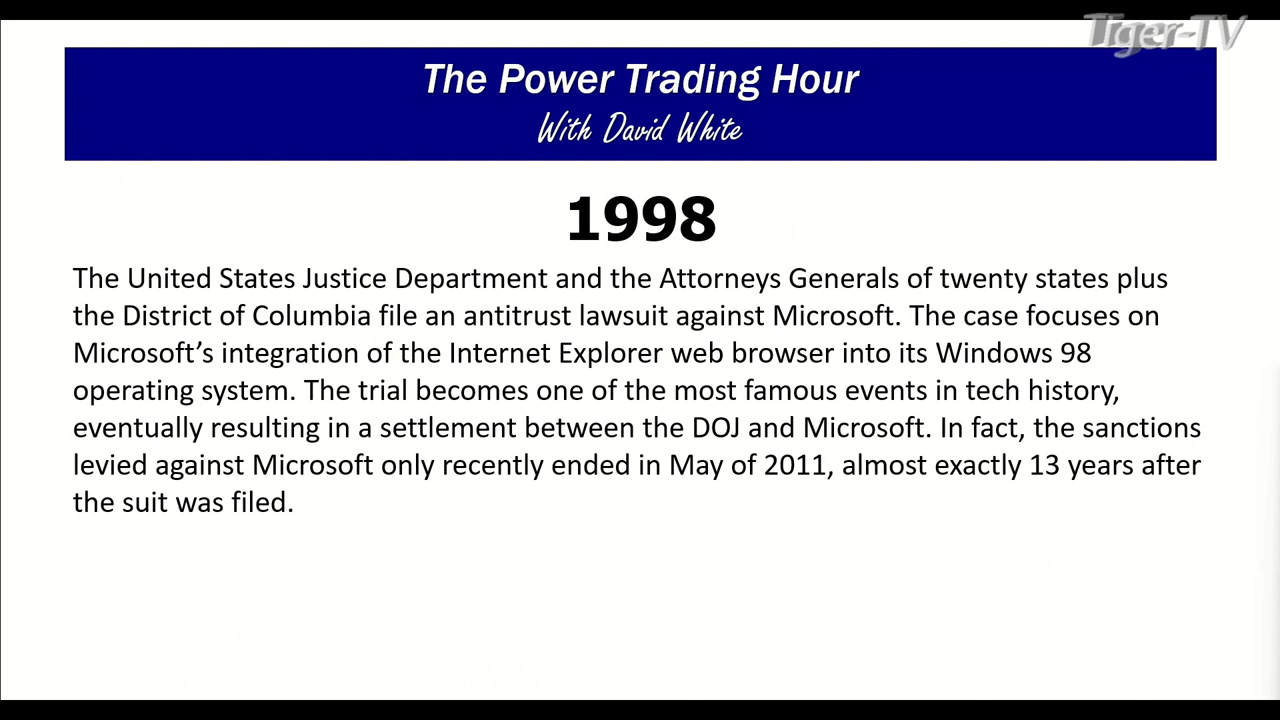 Tiger-TV
The Power Trading Hour
With David White
1998
The United States Justice Department and the Attorneys Generals of twenty states plus
the District of Columbia file an antitrust lawsuit against Microsoft. The case focuses on
Microsoft’s integration of the Internet Explorer web browser into its Windows 98
operating system. The trial becomes one of the most famous events in tech history,
eventually resulting in a settlement between the DOJ and Microsoft. In fact, the sanctions
levied against Microsoft only recently ended in May of 2011, almost exactly 13 years after
the suit was filed.